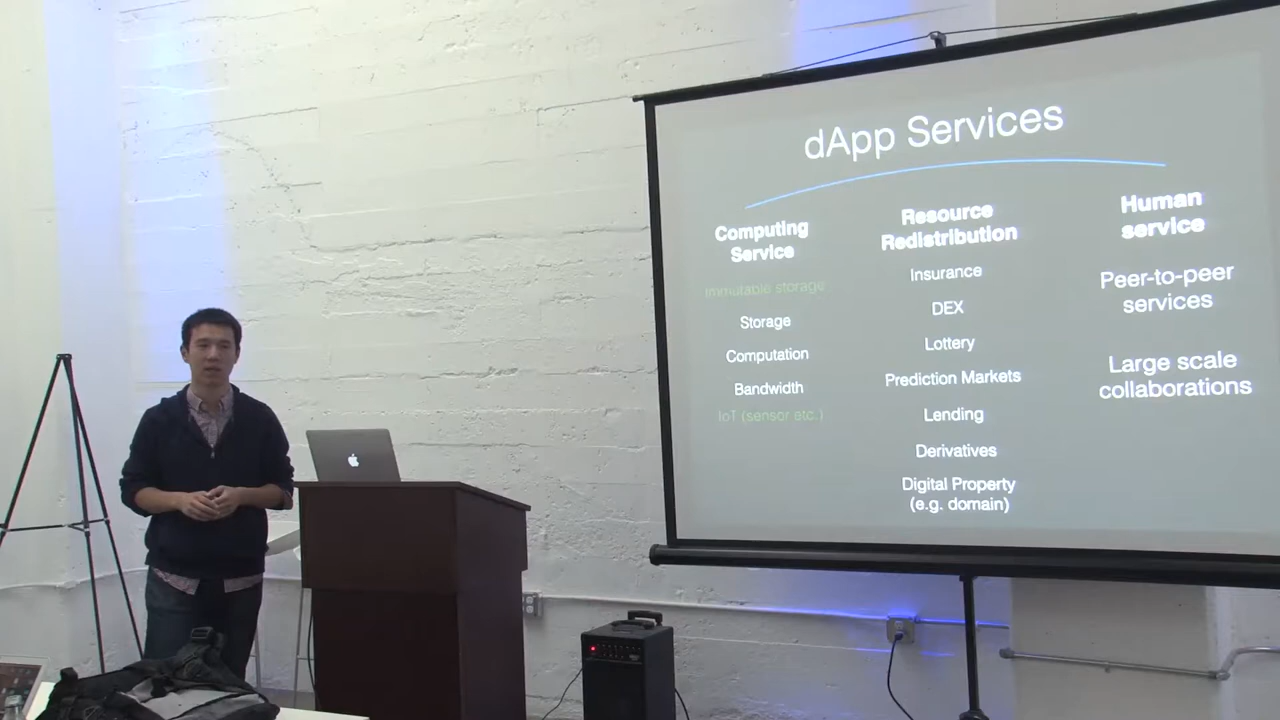 dApp Services
Computing
Service
Immutable storage
Storage
Computation
Bandwidth
IoT (sensor etc.)
Resource
Redistribution
Insurance
DEX
Lottery
Prediction Markets
Lending
Derivatives
Digital Property
(e.g. domain)
Human
service
Peer-to-peer
services
Large scale
collaborations